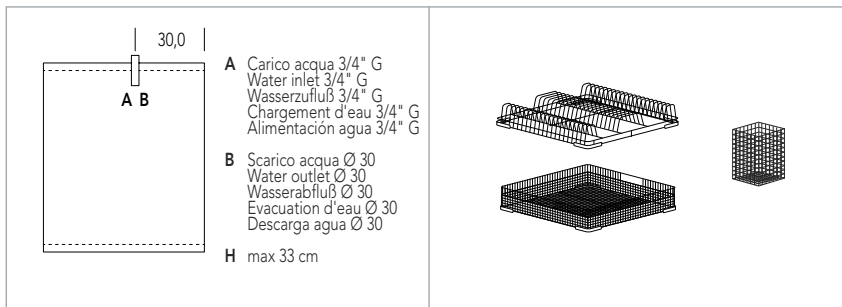 30,0
A B
A Carico acqua 3/4" G
Water inlet 3/4" G
Wasserzufluß 3/4" G
Chargement d'eau 3/4" G
Alimentación agua 3/4" G
B Scarico acqua Ø 30
Water outlet Ø 30
Wasserabfluß Ø 30
Evacuation d'eau Ø 30
Descarga agua Ø 30
H max 33 cm